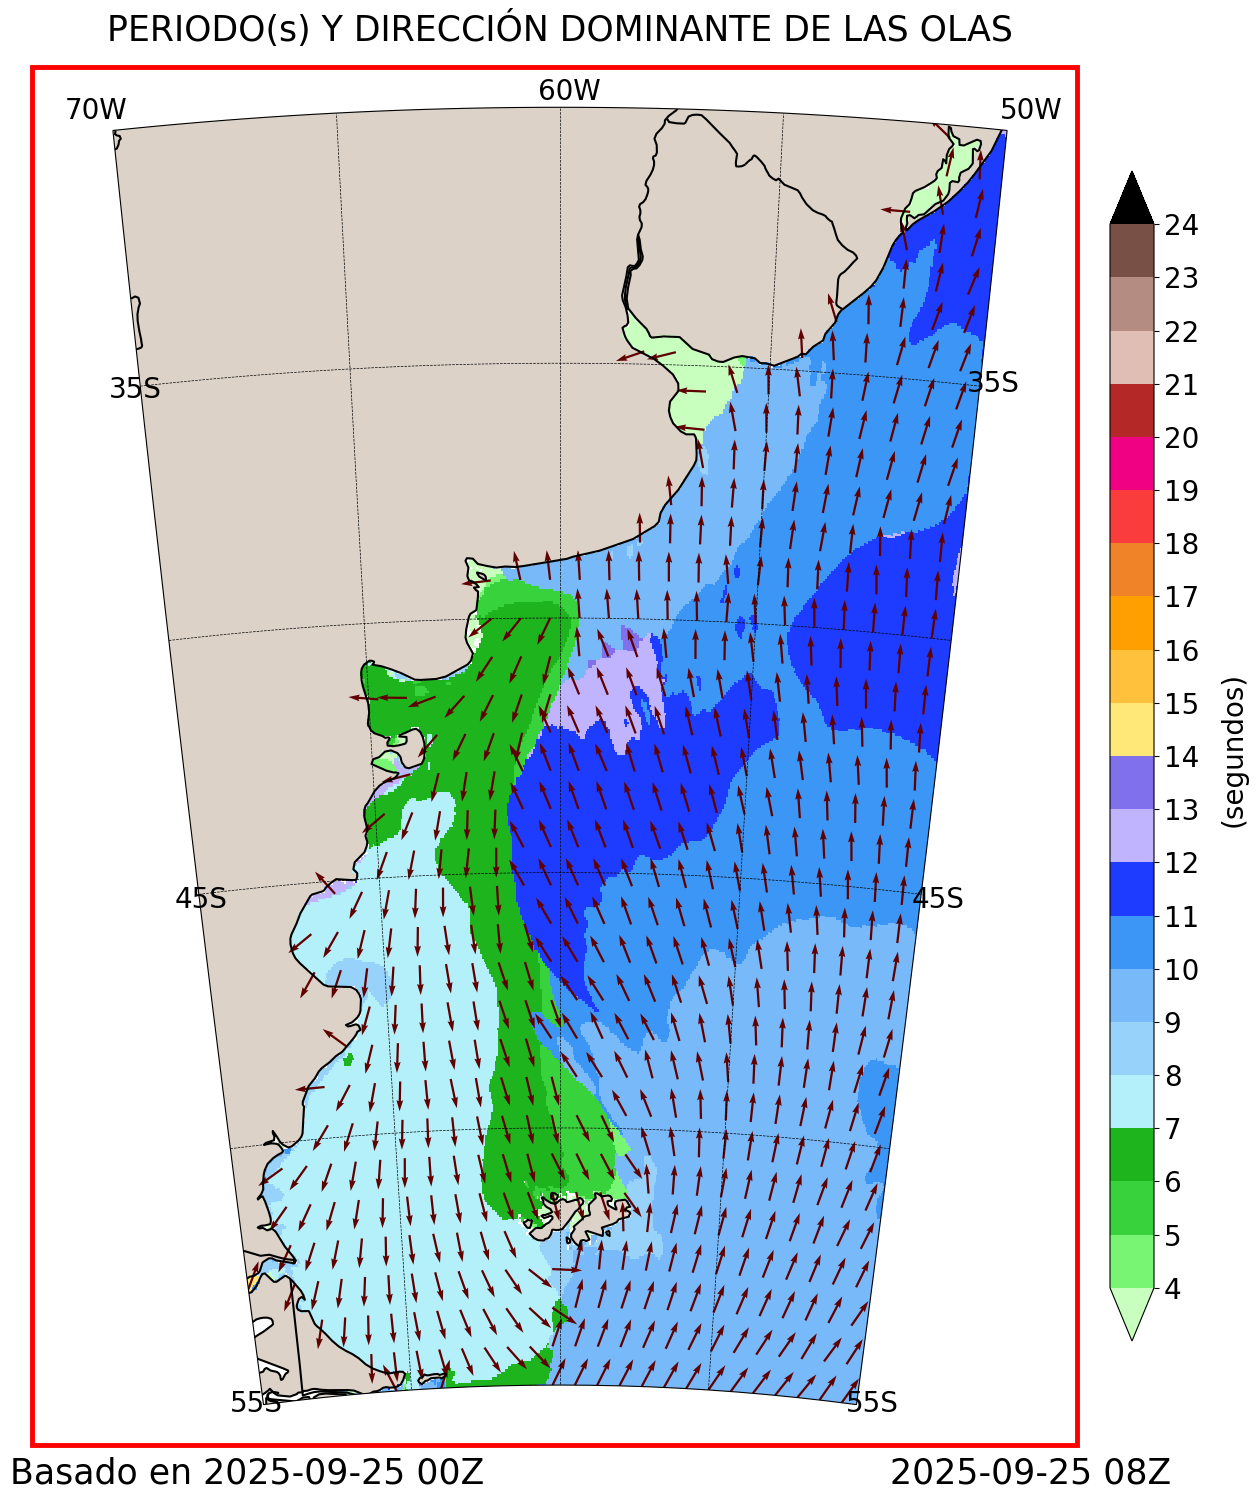 PERIODO(s) Y DIRECCIÓN DOMINANTE DE LAS OLAS
70W
60W
50W
35S
35S
45S
45S
55S
55S
24
23
22
21
20
19
18
17
16
15
14
13
12
11
10
9
8
7
6
5
4
(segundos)
Basado en 2025-09-25 00Z
2025-09-25 08Z